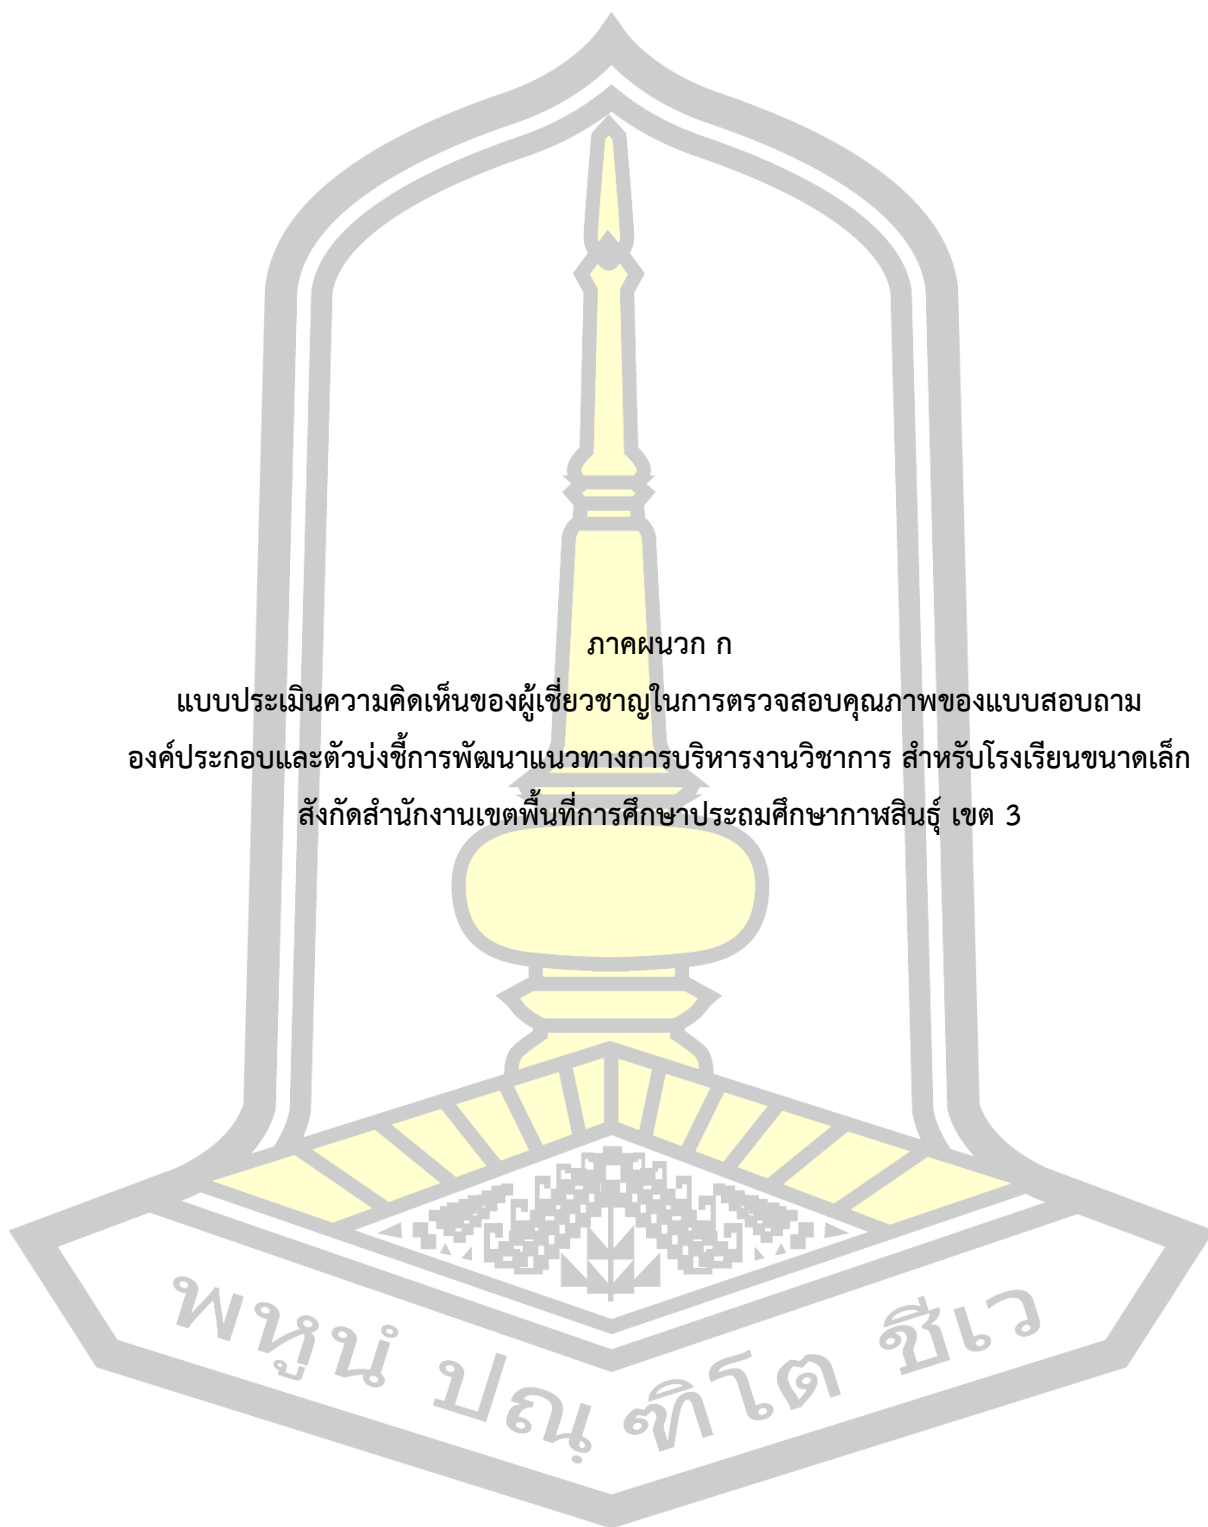 ภาคผนวก ก
แบบประเมินความคิดเห็นของผู้เชี่ยวชาญในการตรวจสอบคุณภาพของแบบสอบถาม
องค์ประกอบและตัวบ่งชี้การพัฒนาแนวทางการบริหารงานวิชาการ สำหรับโรงเรียนขนาดเล็ก
สังกัดสำนักงานเขตพื้นที่การศึกษาประถมศึกษากาฬสินธุ์ เขต 3
พหูนํ ปณฺฑิโต ชีเว